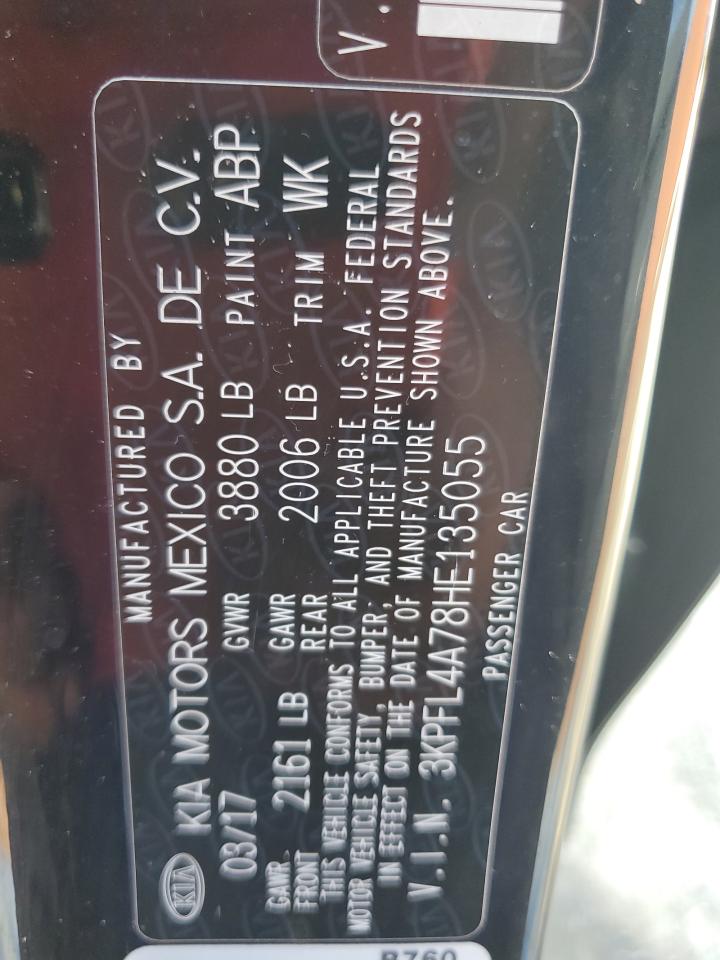 MANUFACTURED BY
KIA KIA MOTORS MEXICO S.A. DE C.V.
03/17 GVWR 3880 LB PAINT ABP
GAWR FRONT 2161 LB GAWR REAR 2006 LB TRIM WK
THIS VEHICLE CONFORMS TO ALL APPLICABLE U.S.A. FEDERAL
MOTOR VEHICLE SAFETY, BUMPER, AND THEFT PREVENTION STANDARDS
IN EFFECT ON THE DATE OF MANUFACTURE SHOWN ABOVE.
V.I.N. 3KPFL4A78HE135055
PASSENGER CAR
V.
B760